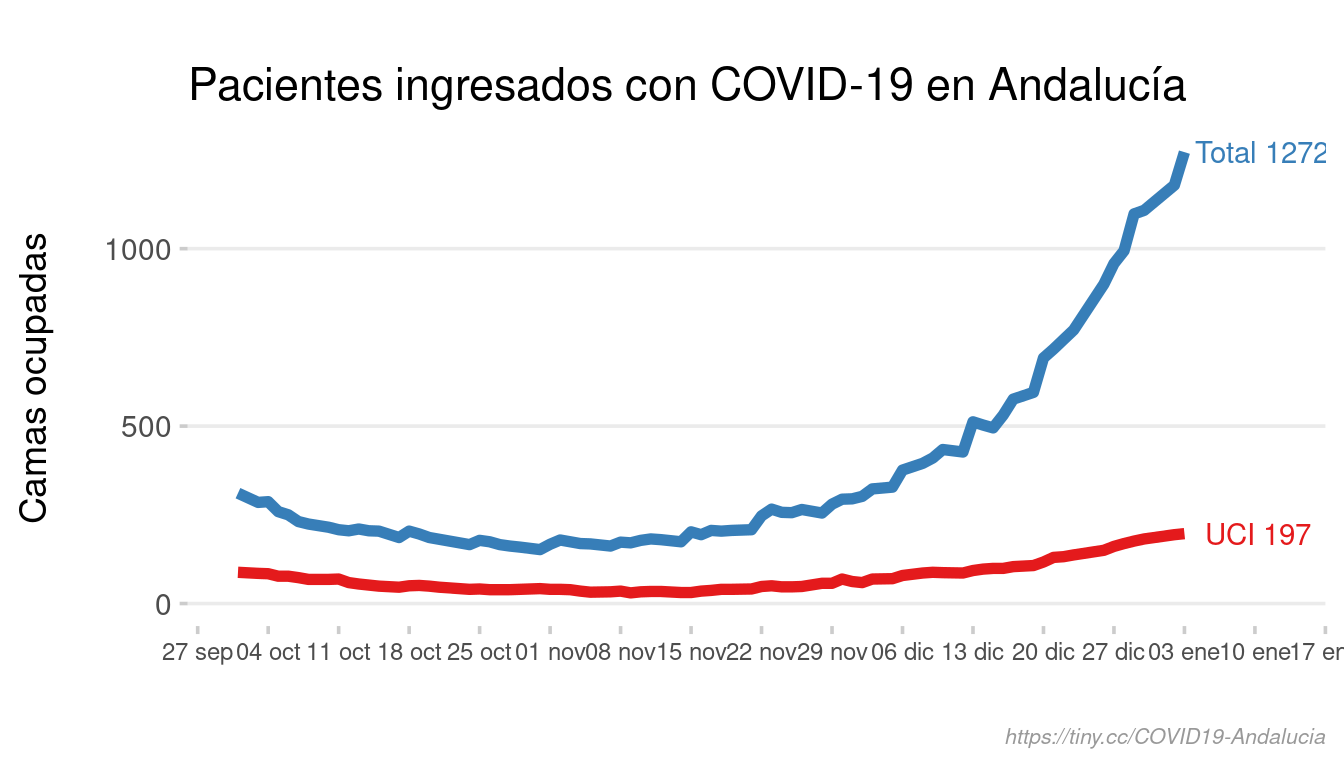 Pacientes ingresados con COVID-19 en Andalucía
Total 1272
Camas ocupadas
1000
500
UCI 197
0
27 sep 04 oct 11 oct 18 oct 25 oct 01 nov 08 nov 15 nov 22 nov 29 nov 06 dic 13 dic 20 dic 27 dic 03 ene 10 ene 17 en
https://tiny.cc/COVID19-Andalucia